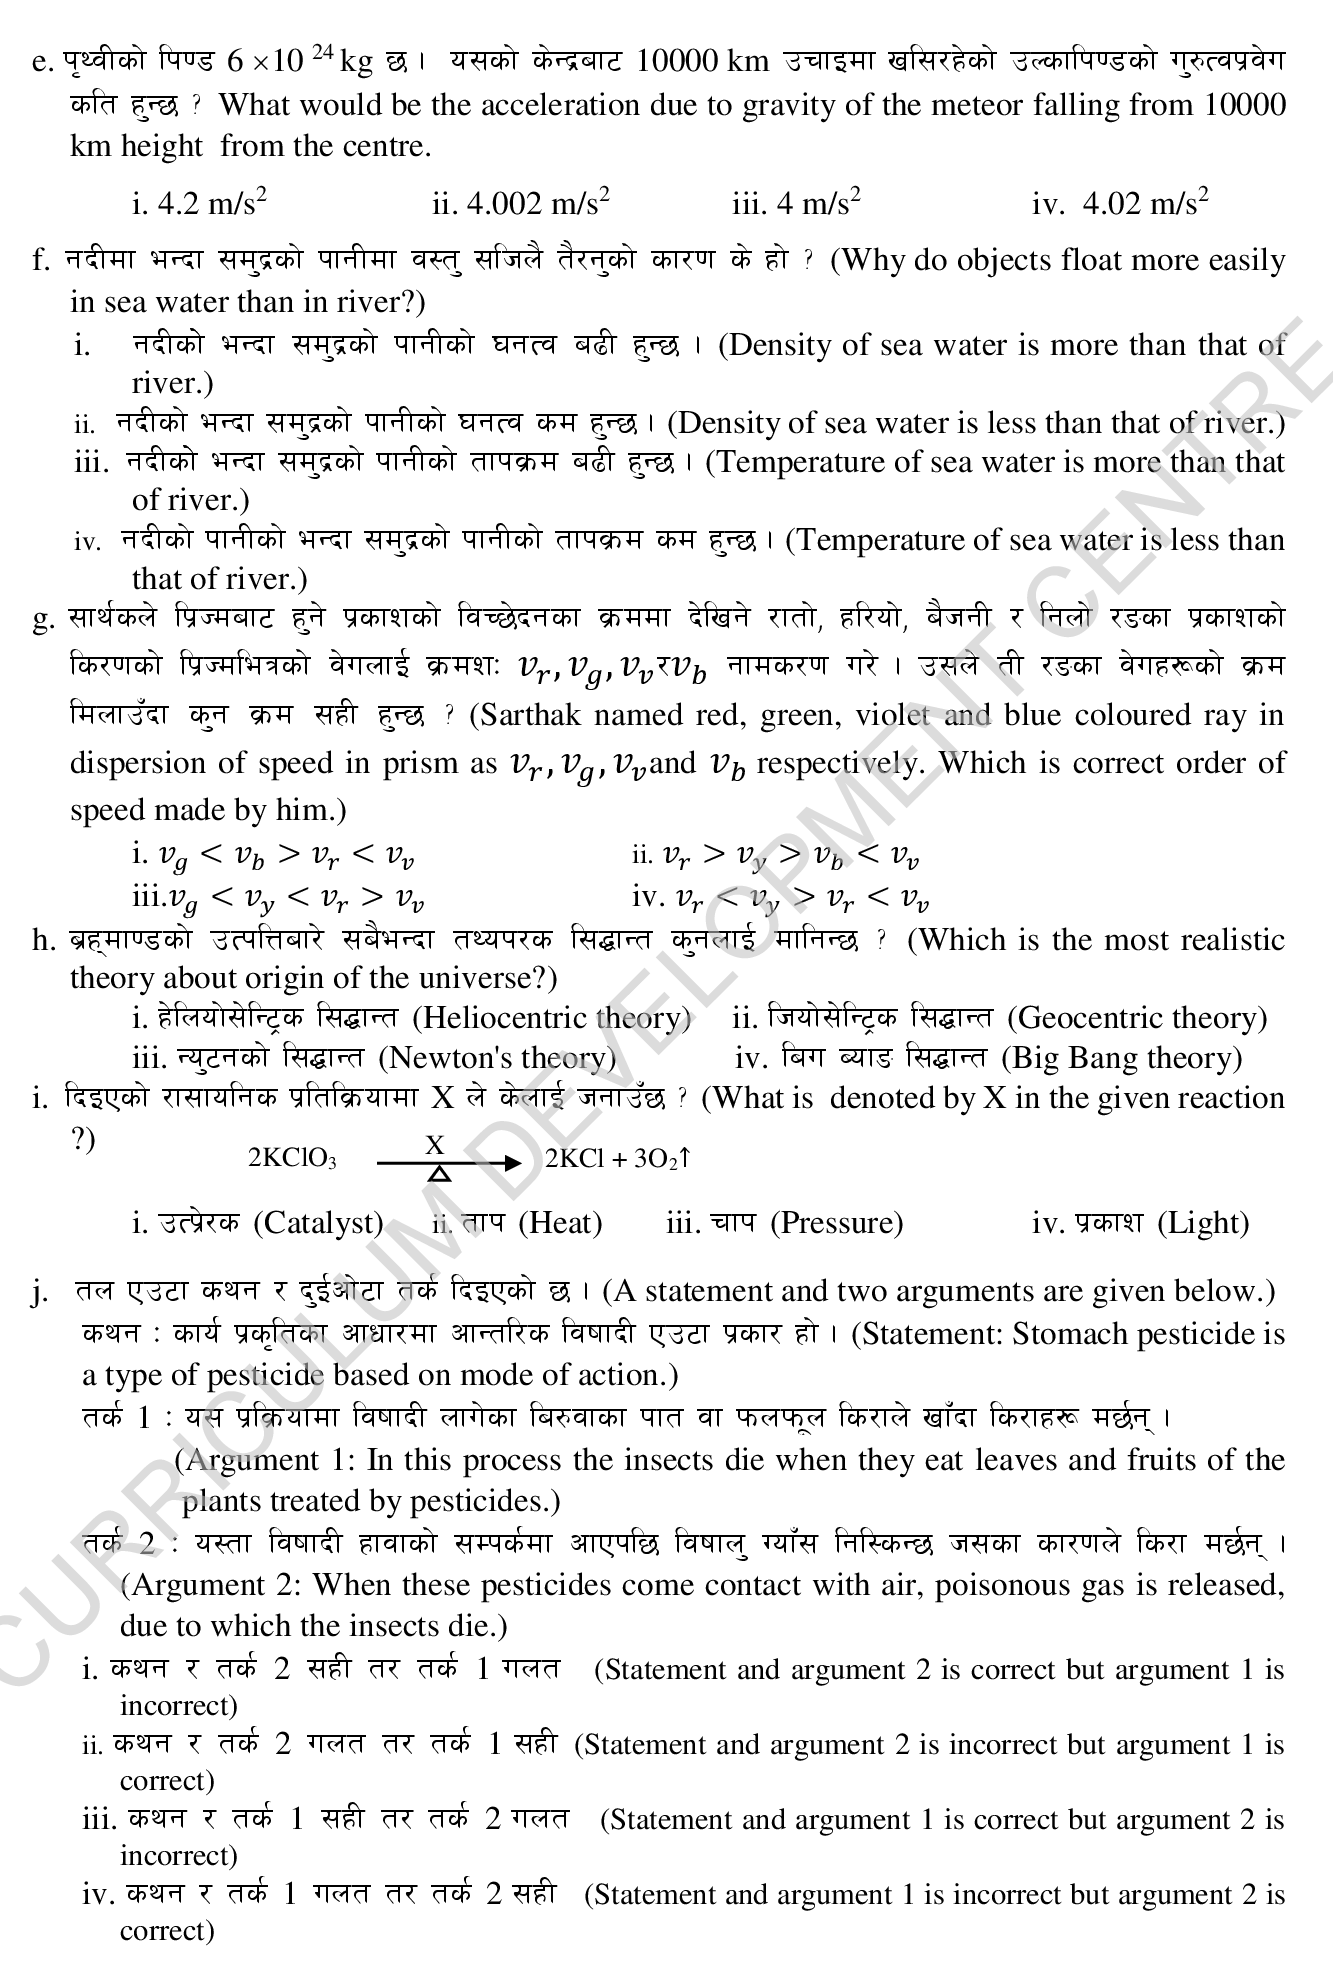 e. पृथ्वीको पिण्ड 6 ×10 ²⁴ kg छ । यसको केन्द्रबाट 10000 km उचाइमा खसिरहेको उल्कापिण्डको गुरुत्वप्रवेग
कति हुन्छ ? What would be the acceleration due to gravity of the meteor falling from 10000
km height from the centre.
i. 4.2 m/s² ii. 4.002 m/s² iii. 4 m/s² iv. 4.02 m/s²
f. नदीमा भन्दा समुद्रको पानीमा वस्तु सजिलै तैरनुको कारण के हो ? (Why do objects float more easily
in sea water than in river?)
i. नदीको भन्दा समुद्रको पानीको घनत्व बढी हुन्छ । (Density of sea water is more than that of
river.)
ii. नदीको भन्दा समुद्रको पानीको घनत्व कम हुन्छ । (Density of sea water is less than that of river.)
iii. नदीको भन्दा समुद्रको पानीको तापक्रम बढी हुन्छ । (Temperature of sea water is more than that
of river.)
iv. नदीको पानीको भन्दा समुद्रको पानीको तापक्रम कम हुन्छ । (Temperature of sea water is less than
that of river.)
g. सार्थकले प्रिज्मबाट हुने प्रकाशको विच्छेदनका क्रममा देखिने रातो, हरियो, बैजनी र निलो रङका प्रकाशको
किरणको प्रिज्मभित्रको वेगलाई क्रमशः v_r, v_g, v_v र v_b नामकरण गरे । उसले ती रङका वेगहरूको क्रम
मिलाउँदा कुन क्रम सही हुन्छ ? (Sarthak named red, green, violet and blue coloured ray in
dispersion of speed in prism as v_r, v_g, v_v and v_b respectively. Which is correct order of
speed made by him.)
i. v_g < v_b > v_r < v_v ii. v_r > v_y > v_b < v_v
iii. v_g < v_y < v_r > v_v iv. v_r < v_y > v_r < v_v
h. ब्रह्माण्डको उत्पत्तिबारे सबैभन्दा तथ्यपरक सिद्धान्त कुनलाई मानिन्छ ? (Which is the most realistic
theory about origin of the universe?)
i. हेलियोसेन्ट्रिक सिद्धान्त (Heliocentric theory) ii. जियोसेन्ट्रिक सिद्धान्त (Geocentric theory)
iii. न्युटनको सिद्धान्त (Newton's theory) iv. बिग ब्याङ सिद्धान्त (Big Bang theory)
i. दिइएको रासायनिक प्रतिक्रियामा X ले केलाई जनाउँछ ? (What is denoted by X in the given reaction
?)
X
2KClO₃ ⟶ 2KCl + 3O₂↑
△
i. उत्प्रेरक (Catalyst) ii. ताप (Heat) iii. चाप (Pressure) iv. प्रकाश (Light)
j. तल एउटा कथन र दुईओटा तर्क दिइएको छ । (A statement and two arguments are given below.)
कथन : कार्य प्रकृतिका आधारमा आन्तरिक विषादी एउटा प्रकार हो । (Statement: Stomach pesticide is
a type of pesticide based on mode of action.)
तर्क 1 : यस प्रक्रियामा विषादी लागेका बिरुवाका पात वा फलफूल किराले खाँदा किराहरू मर्छन् ।
(Argument 1: In this process the insects die when they eat leaves and fruits of the
plants treated by pesticides.)
तर्क 2 : यस्ता विषादी हावाको सम्पर्कमा आएपछि विषालु ग्याँस निस्किन्छ जसका कारणले किरा मर्छन् ।
(Argument 2: When these pesticides come contact with air, poisonous gas is released,
due to which the insects die.)
i. कथन र तर्क 2 सही तर तर्क 1 गलत (Statement and argument 2 is correct but argument 1 is
incorrect)
ii. कथन र तर्क 2 गलत तर तर्क 1 सही (Statement and argument 2 is incorrect but argument 1 is
correct)
iii. कथन र तर्क 1 सही तर तर्क 2 गलत (Statement and argument 1 is correct but argument 2 is
incorrect)
iv. कथन र तर्क 1 गलत तर तर्क 2 सही (Statement and argument 1 is incorrect but argument 2 is
correct)
CURRICULUM DEVELOPMENT CENTRE